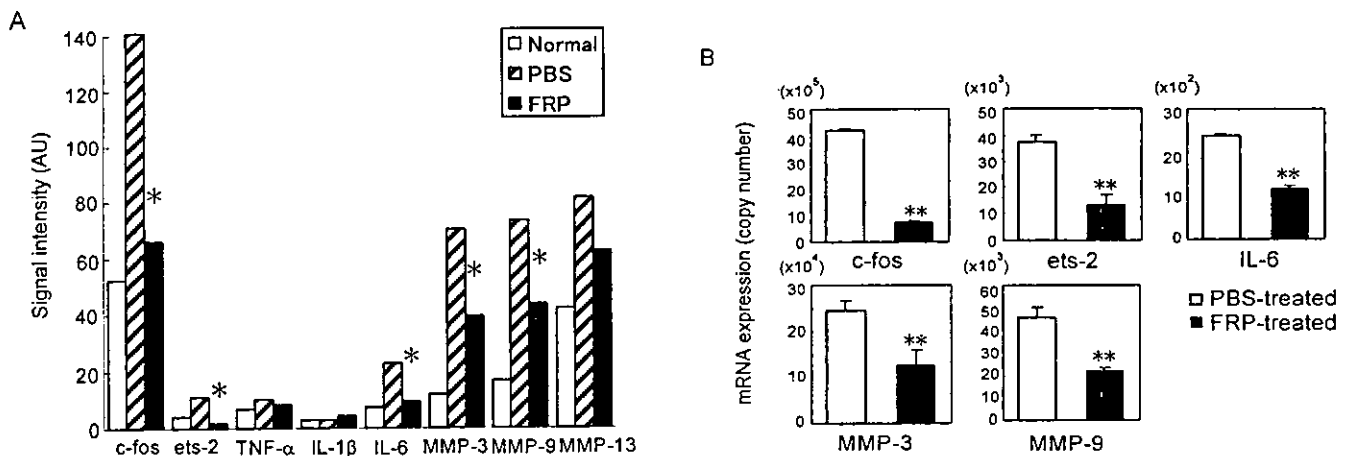 A
Signal intensity (AU)
140
120
100
80
60
40
20
0
Normal
PBS
FRP
*
*
*
*
*
c-fos ets-2 TNF-α IL-1β IL-6 MMP-3 MMP-9 MMP-13
B
mRNA expression (copy number)
(x10⁵)
50
40
30
20
10
0
**
c-fos
(x10³)
50
40
30
20
10
0
**
ets-2
(x10²)
30
20
10
0
**
IL-6
(x10⁴)
30
20
10
0
**
MMP-3
(x10³)
60
50
40
30
20
10
0
**
MMP-9
PBS-treated
FRP-treated